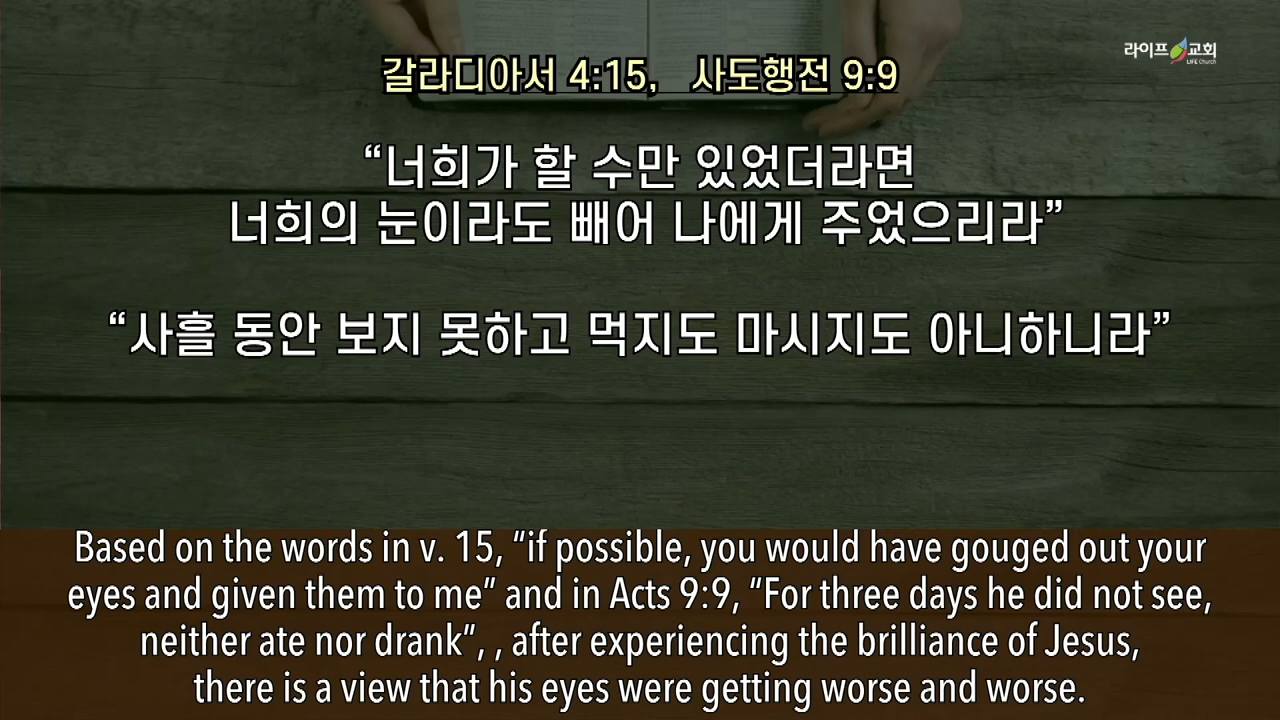 라이프 교회
LIFE Church
갈라디아서 4:15, 사도행전 9:9
“너희가 할 수만 있었더라면
너희의 눈이라도 빼어 나에게 주었으리라”
“사흘 동안 보지 못하고 먹지도 마시지도 아니하니라”
Based on the words in v. 15, “if possible, you would have gouged out your
eyes and given them to me” and in Acts 9:9, “For three days he did not see,
neither ate nor drank”, , after experiencing the brilliance of Jesus,
there is a view that his eyes were getting worse and worse.